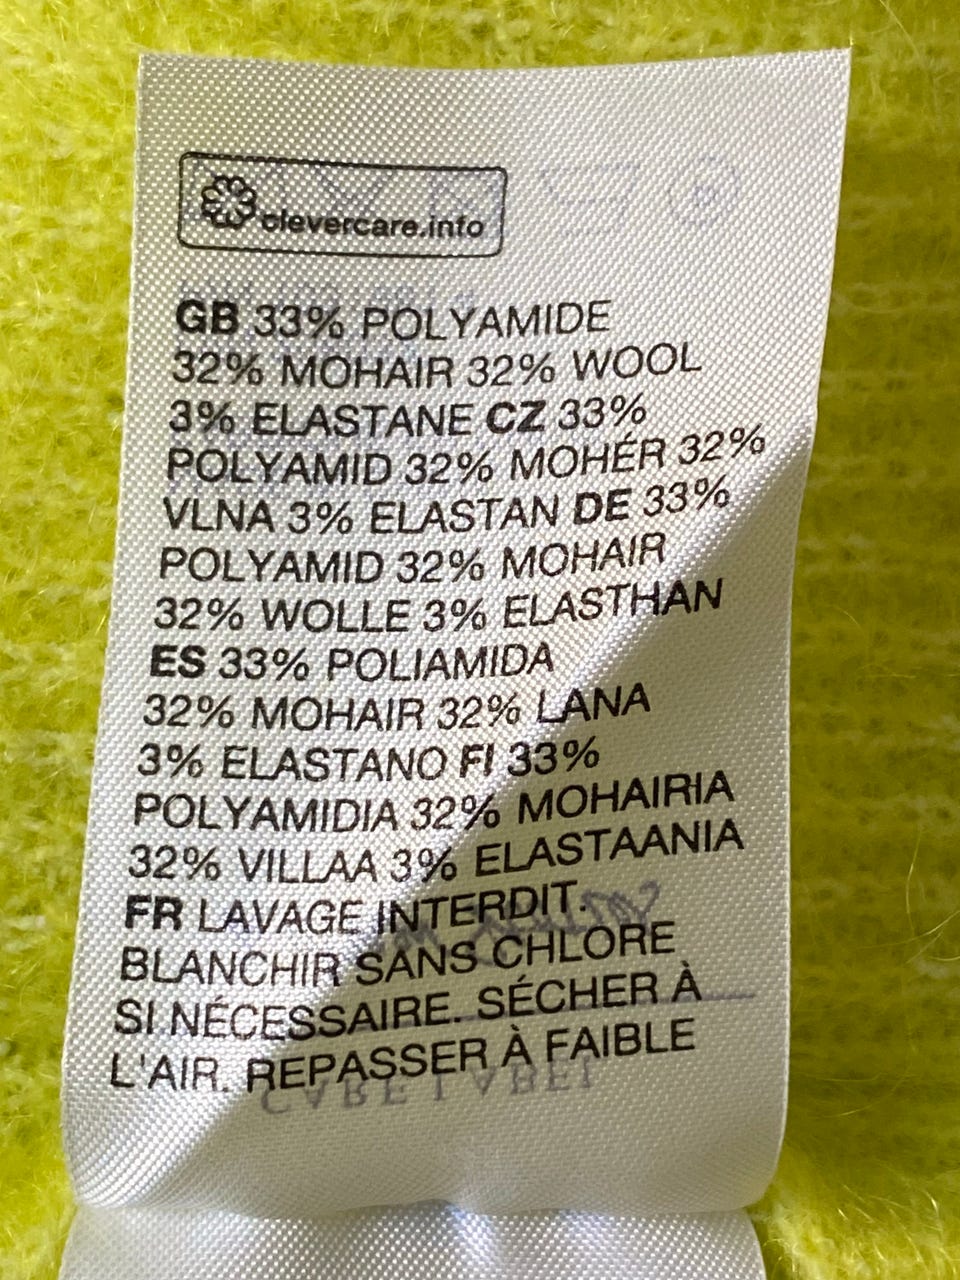 clevercare.info
GB 33% POLYAMIDE
32% MOHAIR 32% WOOL
3% ELASTANE CZ 33%
POLYAMID 32% MOHÉR 32%
VLNA 3% ELASTAN DE 33%
POLYAMID 32% MOHAIR
32% WOLLE 3% ELASTHAN
ES 33% POLIAMIDA
32% MOHAIR 32% LANA
3% ELASTANO FI 33%
POLYAMIDIA 32% MOHAIRIA
32% VILLAA 3% ELASTAANIA
FR LAVAGE INTERDIT.
BLANCHIR SANS CHLORE
SI NÉCESSAIRE. SÉCHER À
L'AIR. REPASSER À FAIBLE
CARE LABEL